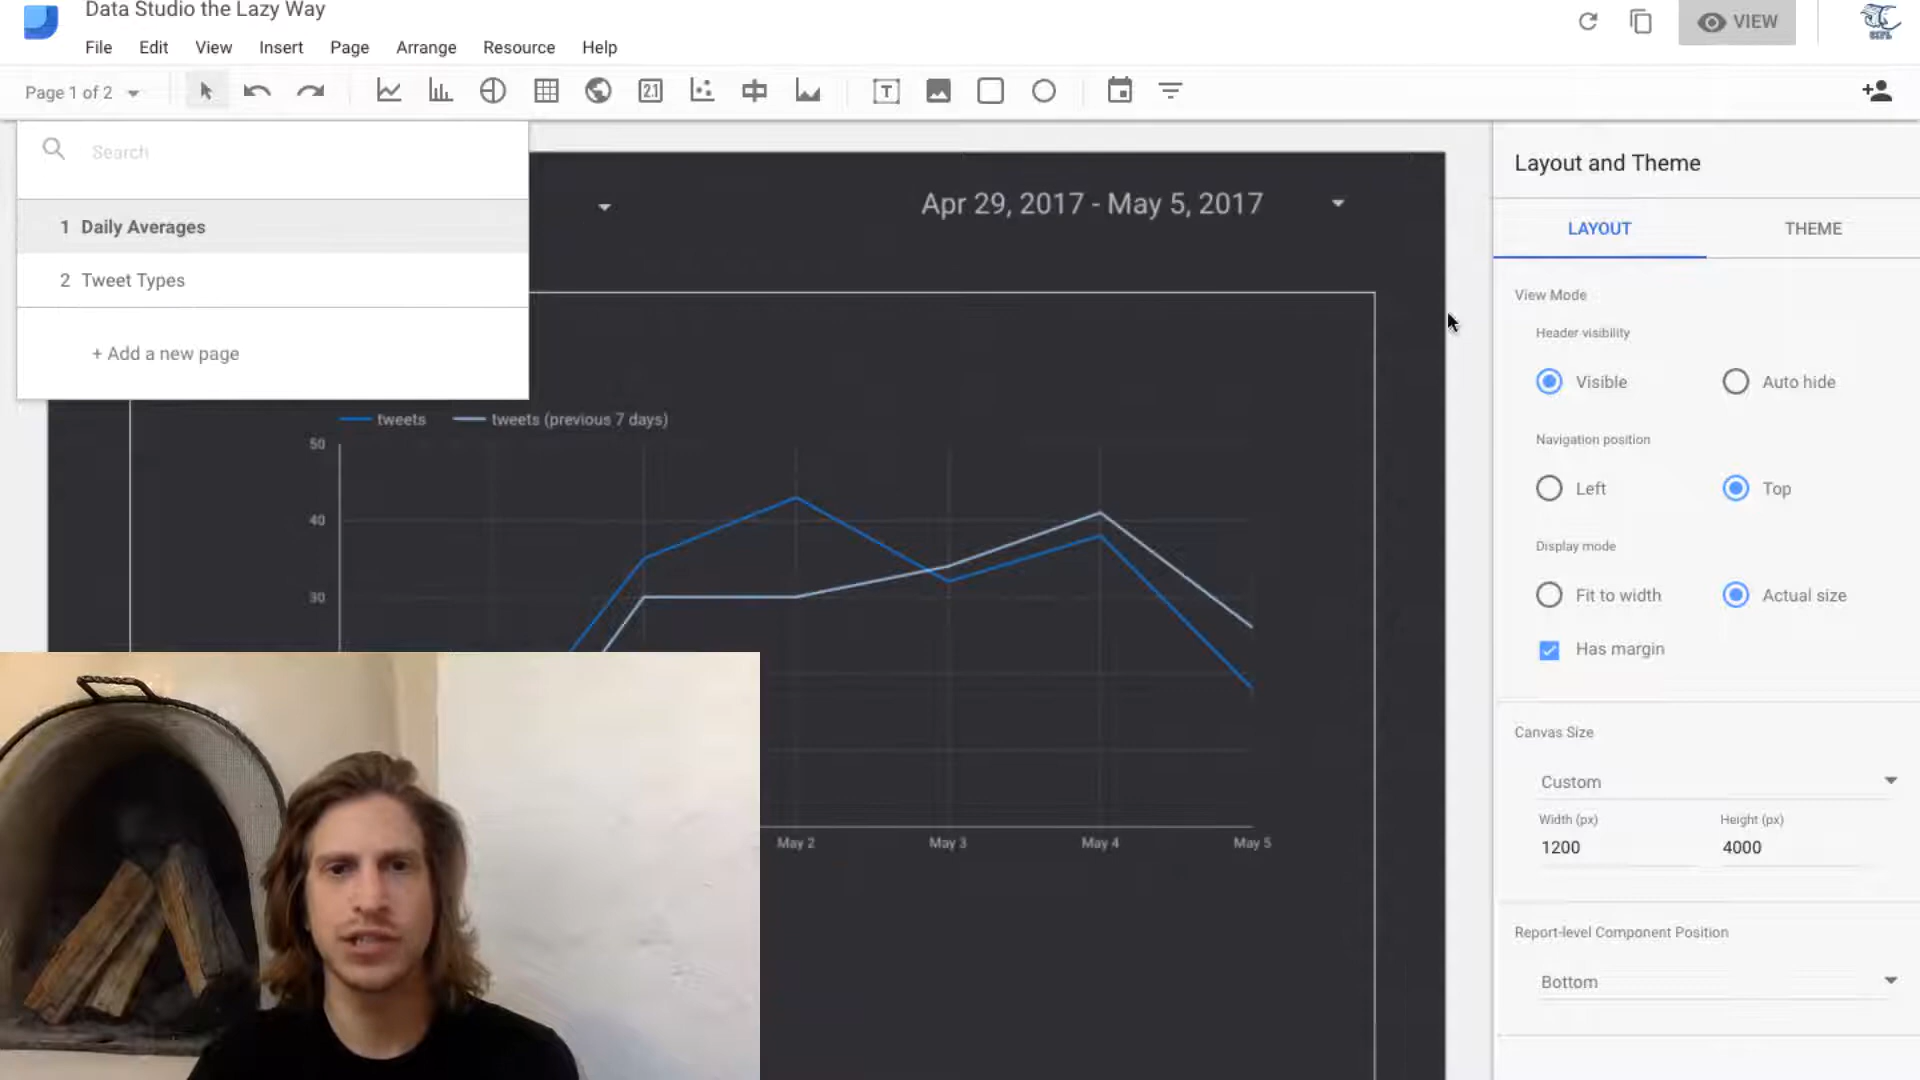 Data Studio the Lazy Way
File Edit View Insert Page Arrange Resource Help
VIEW
Page 1 of 2
Search
1 Daily Averages
2 Tweet Types
+ Add a new page
Apr 29, 2017 - May 5, 2017
tweets
tweets (previous 7 days)
50
40
30
May 2
May 3
May 4
May 5
Layout and Theme
LAYOUT THEME
View Mode
Header visibility
Visible Auto hide
Navigation position
Left Top
Display mode
Fit to width Actual size
Has margin
Canvas Size
Custom
Width (px) Height (px)
1200 4000
Report-level Component Position
Bottom